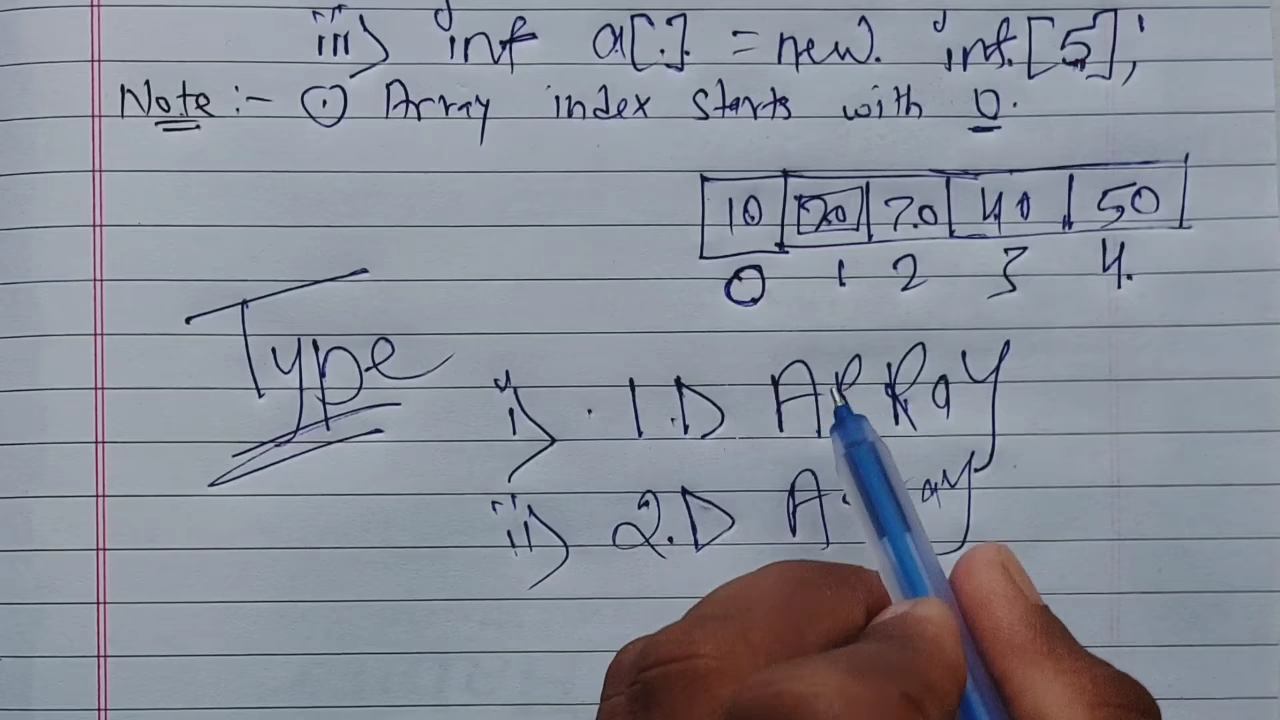 iii) int a[.] = new. int.[5];
Note :- ① Array index starts with 0.
10 20 70 40 50
0 1 2 3 4.
Type
i) . 1.D ARRay
ii) 2.D